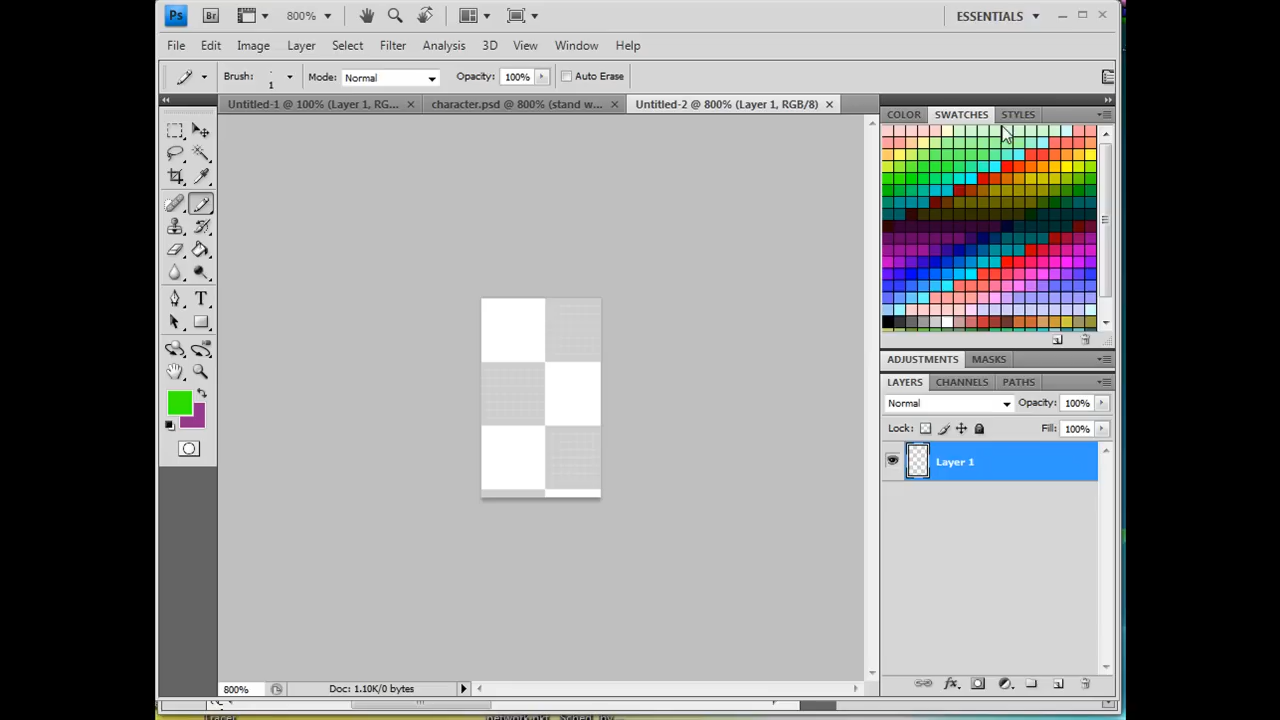 Ps Br 800% ESSENTIALS
File Edit Image Layer Select Filter Analysis 3D View Window Help
Brush: 1 Mode: Normal Opacity: 100% Auto Erase
Untitled-1 @ 100% (Layer 1, RG... character.psd @ 800% (stand w... Untitled-2 @ 800% (Layer 1, RGB/8)
COLOR SWATCHES STYLES
T
ADJUSTMENTS MASKS
LAYERS CHANNELS PATHS
Normal Opacity: 100%
Lock: Fill: 100%
Layer 1
fx
800% Doc: 1.10K/0 bytes